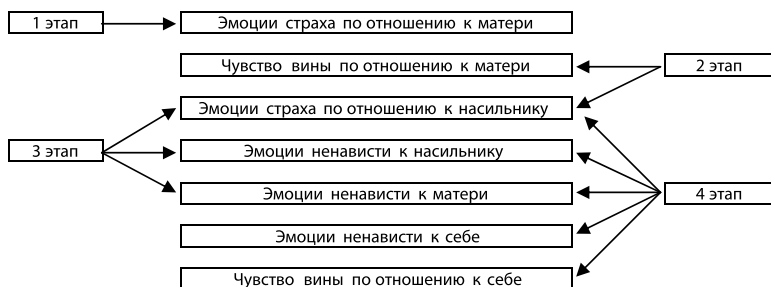 1 этап
Эмоции страха по отношению к матери
Чувство вины по отношению к матери
2 этап
Эмоции страха по отношению к насильнику
3 этап
Эмоции ненависти к насильнику
Эмоции ненависти к матери
4 этап
Эмоции ненависти к себе
Чувство вины по отношению к себе